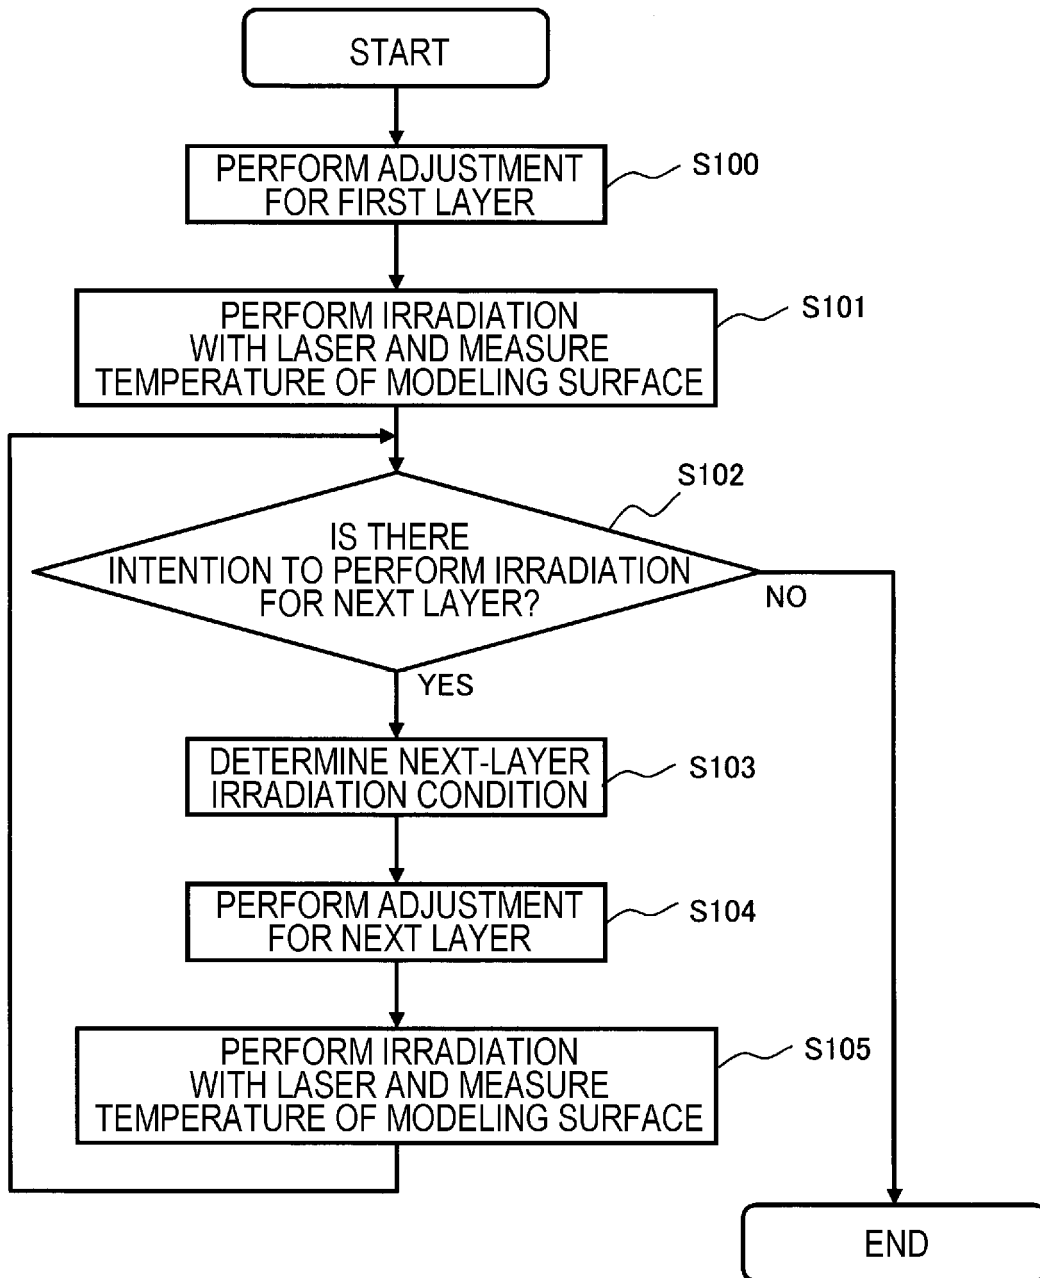 START
PERFORM ADJUSTMENT
FOR FIRST LAYER
S100
PERFORM IRRADIATION
WITH LASER AND MEASURE
TEMPERATURE OF MODELING SURFACE
S101
S102
IS THERE
INTENTION TO PERFORM IRRADIATION
FOR NEXT LAYER?
NO
YES
DETERMINE NEXT-LAYER
IRRADIATION CONDITION
S103
PERFORM ADJUSTMENT
FOR NEXT LAYER
S104
PERFORM IRRADIATION
WITH LASER AND MEASURE
TEMPERATURE OF MODELING SURFACE
S105
END